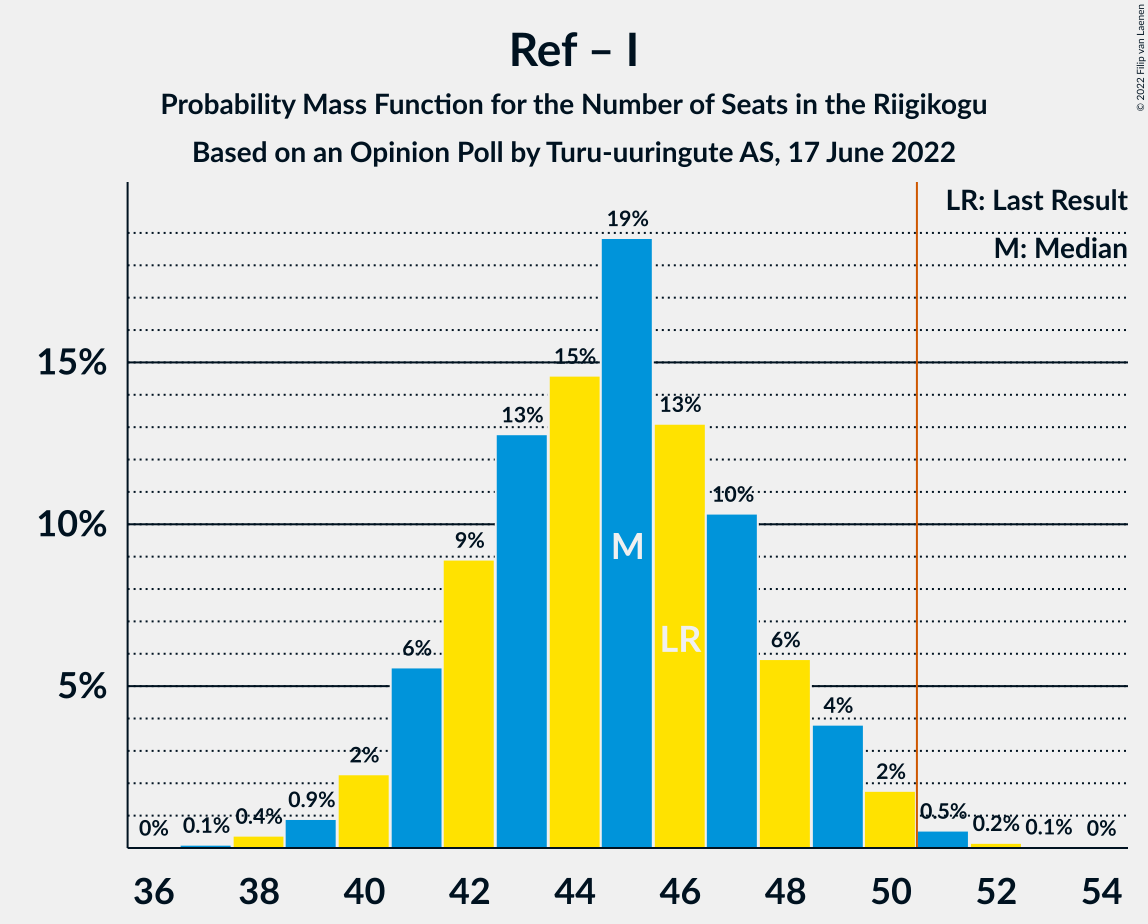 Ref – I
Probability Mass Function for the Number of Seats in the Riigikogu
Based on an Opinion Poll by Turu-uuringute AS, 17 June 2022
© 2022 Filip van Laenen
LR: Last Result
M: Median
19%
15%
15%
13%
13%
10%
10%
9%
M
LR
6%
6%
5%
4%
2%
2%
0.9%
0.5%
0.4%
0.2%
0.1%
0.1%
0%
0%
36 38 40 42 44 46 48 50 52 54